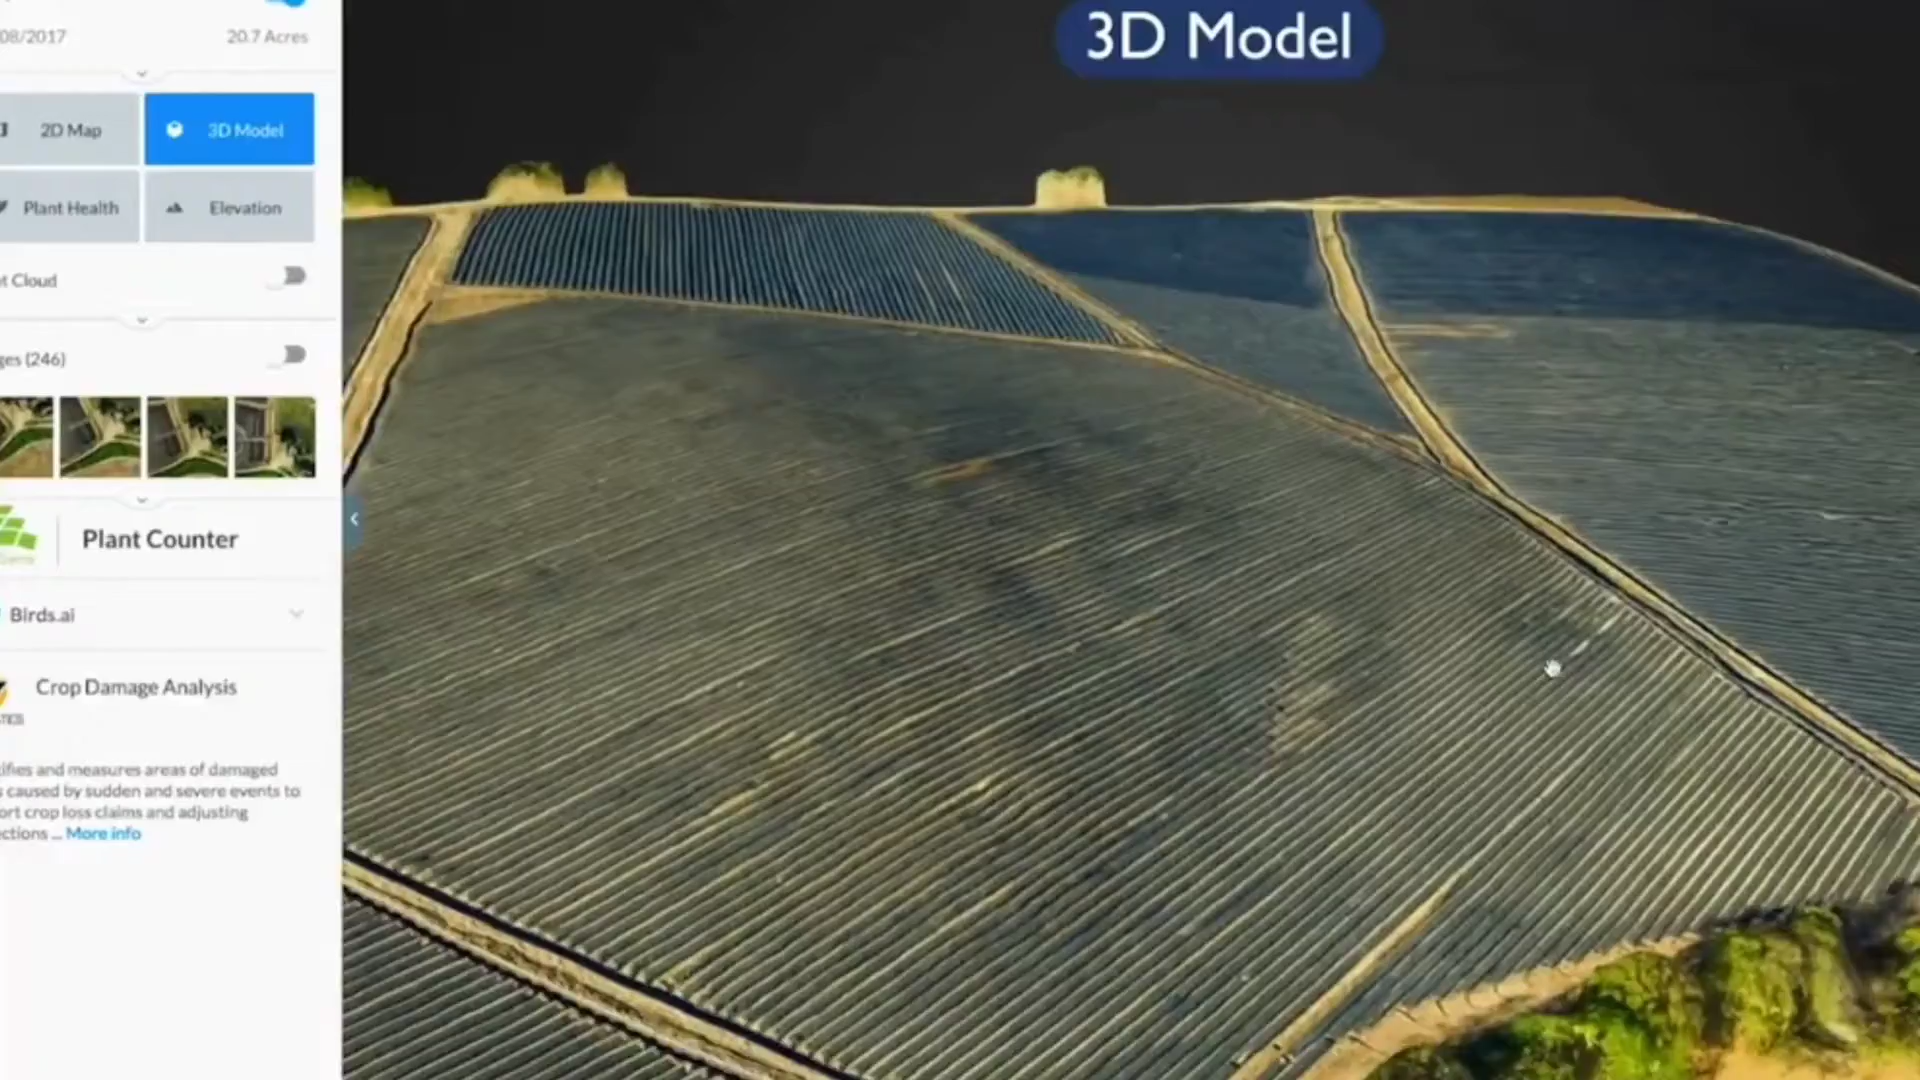 3D Model
08/2017
20.7 Acres
2D Map
3D Model
Plant Health
Elevation
t Cloud
ges (246)
Plant Counter
Birds.ai
Crop Damage Analysis
ifies and measures areas of damaged
s caused by sudden and severe events to
ort crop loss claims and adjusting
ctions ... More info